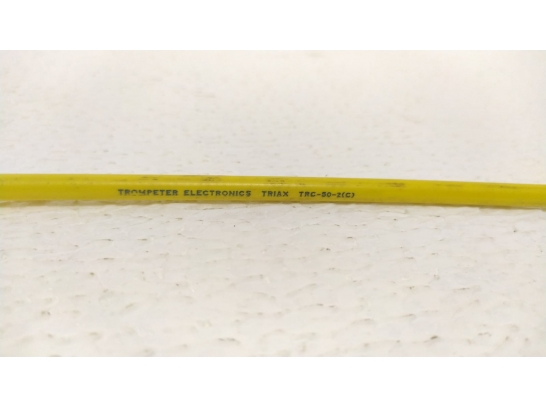 TROMPETER ELECTRONICS TRIAX TRC-50-2(C)